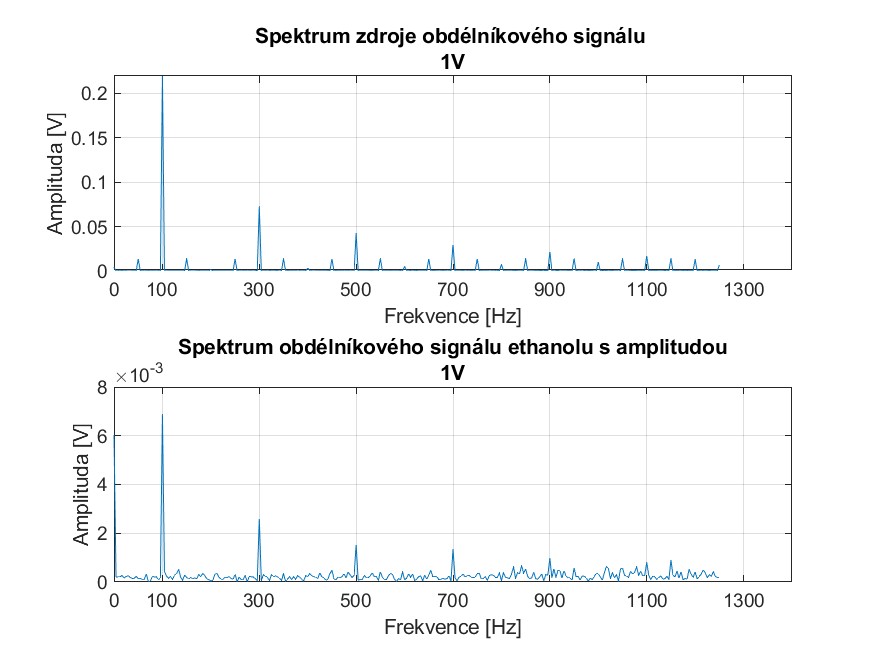 Spektrum zdroje obdélníkového signálu
1V
Amplituda [V]
0.2
0.15
0.1
0.05
0
0 100 300 500 700 900 1100 1300
Frekvence [Hz]
Spektrum obdélníkového signálu ethanolu s amplitudou
1V
×10⁻³
Amplituda [V]
8
6
4
2
0
0 100 300 500 700 900 1100 1300
Frekvence [Hz]